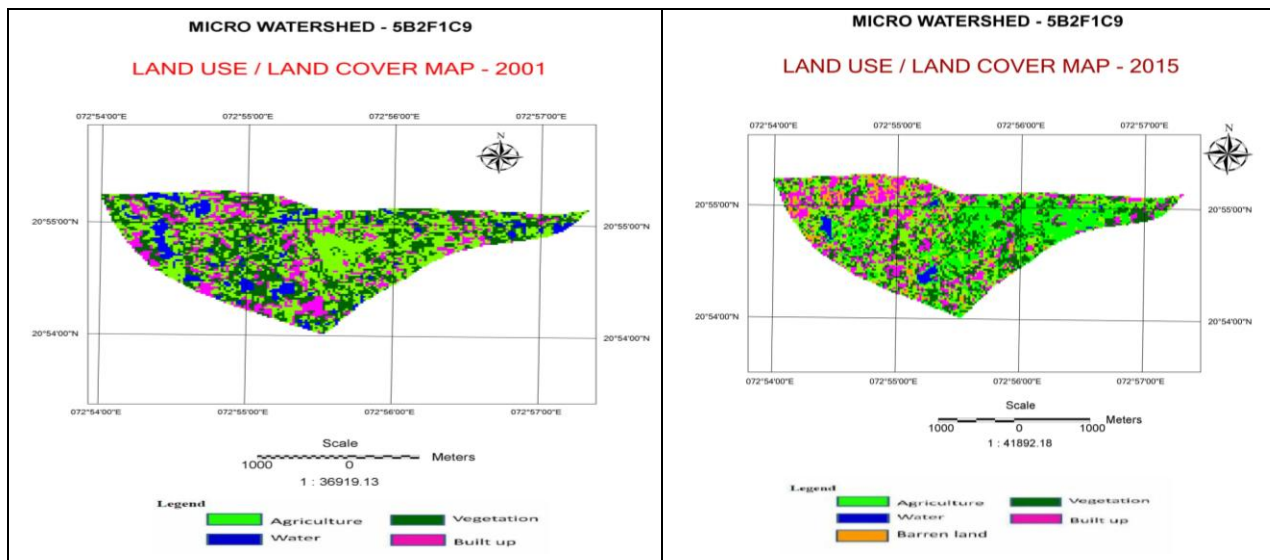 MICRO WATERSHED - 5B2F1C9
LAND USE / LAND COVER MAP - 2001
072°54'00"E 072°55'00"E 072°56'00"E 072°57'00"E
N
20°55'00"N 20°55'00"N
20°54'00"N 20°54'00"N
072°54'00"E 072°55'00"E 072°56'00"E 072°57'00"E
Scale
1000 0 Meters
1 : 36919.13
Legend
Agriculture Vegetation
Water Built up
MICRO WATERSHED - 5B2F1C9
LAND USE / LAND COVER MAP - 2015
072°54'00"E 072°55'00"E 072°56'00"E 072°57'00"E
N
20°55'00"N 20°55'00"N
20°54'00"N 20°54'00"N
072°54'00"E 072°55'00"E 072°56'00"E 072°57'00"E
Scale
1000 0 1000 Meters
1 : 41892.18
Legend
Agriculture Vegetation
Water Built up
Barren land